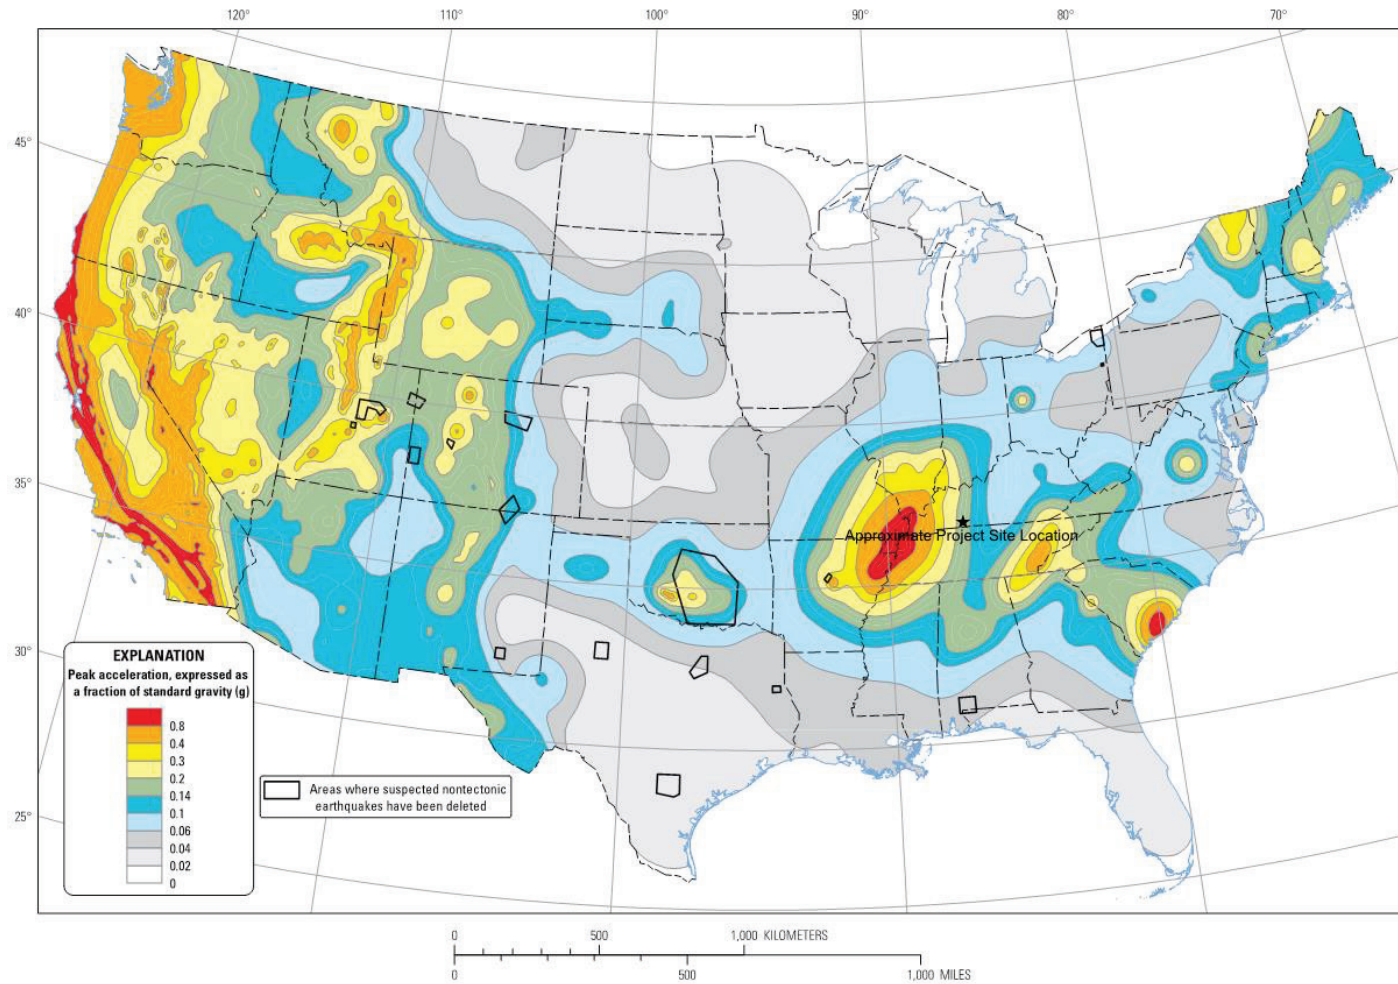 120° 110° 100° 90° 80° 70°
45°
40°
35°
30°
25°
Approximate Project Site Location
EXPLANATION
Peak acceleration, expressed as
a fraction of standard gravity (g)
0.8
0.4
0.3
0.2
0.14
0.1
0.06
0.04
0.02
0
Areas where suspected nontectonic
earthquakes have been deleted
0 500 1,000 KILOMETERS
0 500 1,000 MILES